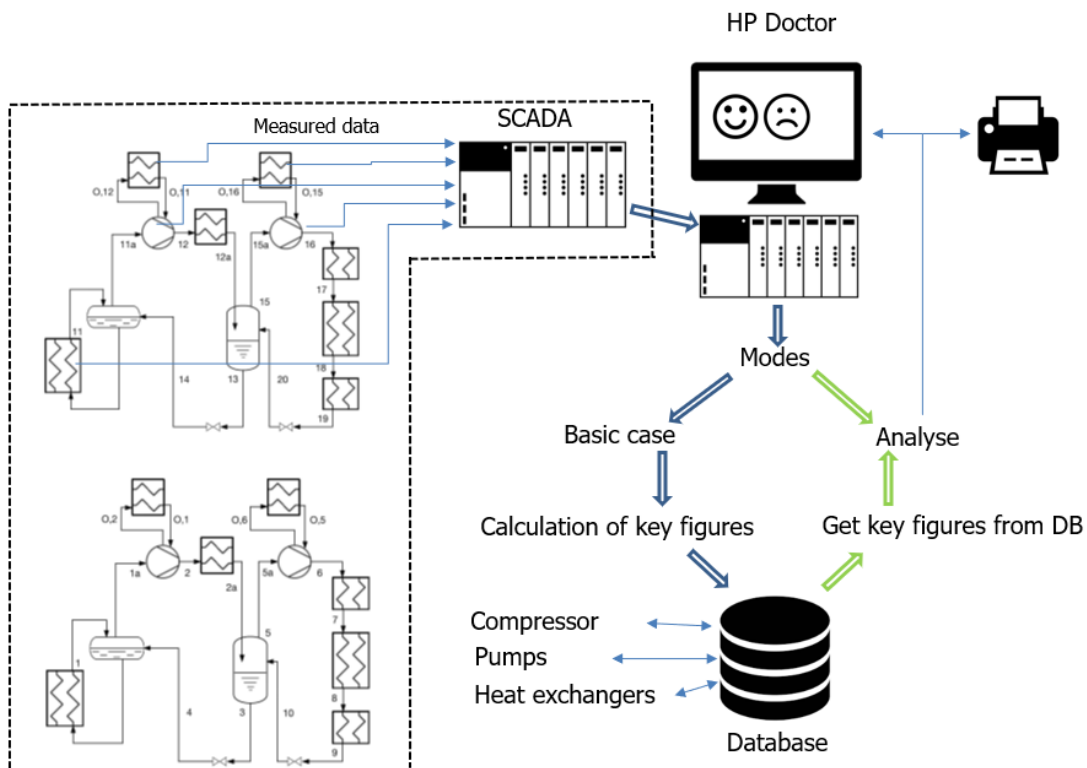 HP Doctor
SCADA
Measured data
O,12
O,11
O,16
O,15
11a
12
12a
15a
16
17
15
11
18
14
13
20
19
Modes
Basic case
Analyse
O,2
O,1
O,6
O,5
Calculation of key figures
Get key figures from DB
1a
2
2a
5a
6
7
5
Compressor
1
Pumps
4
3
10
8
Heat exchangers
9
Database